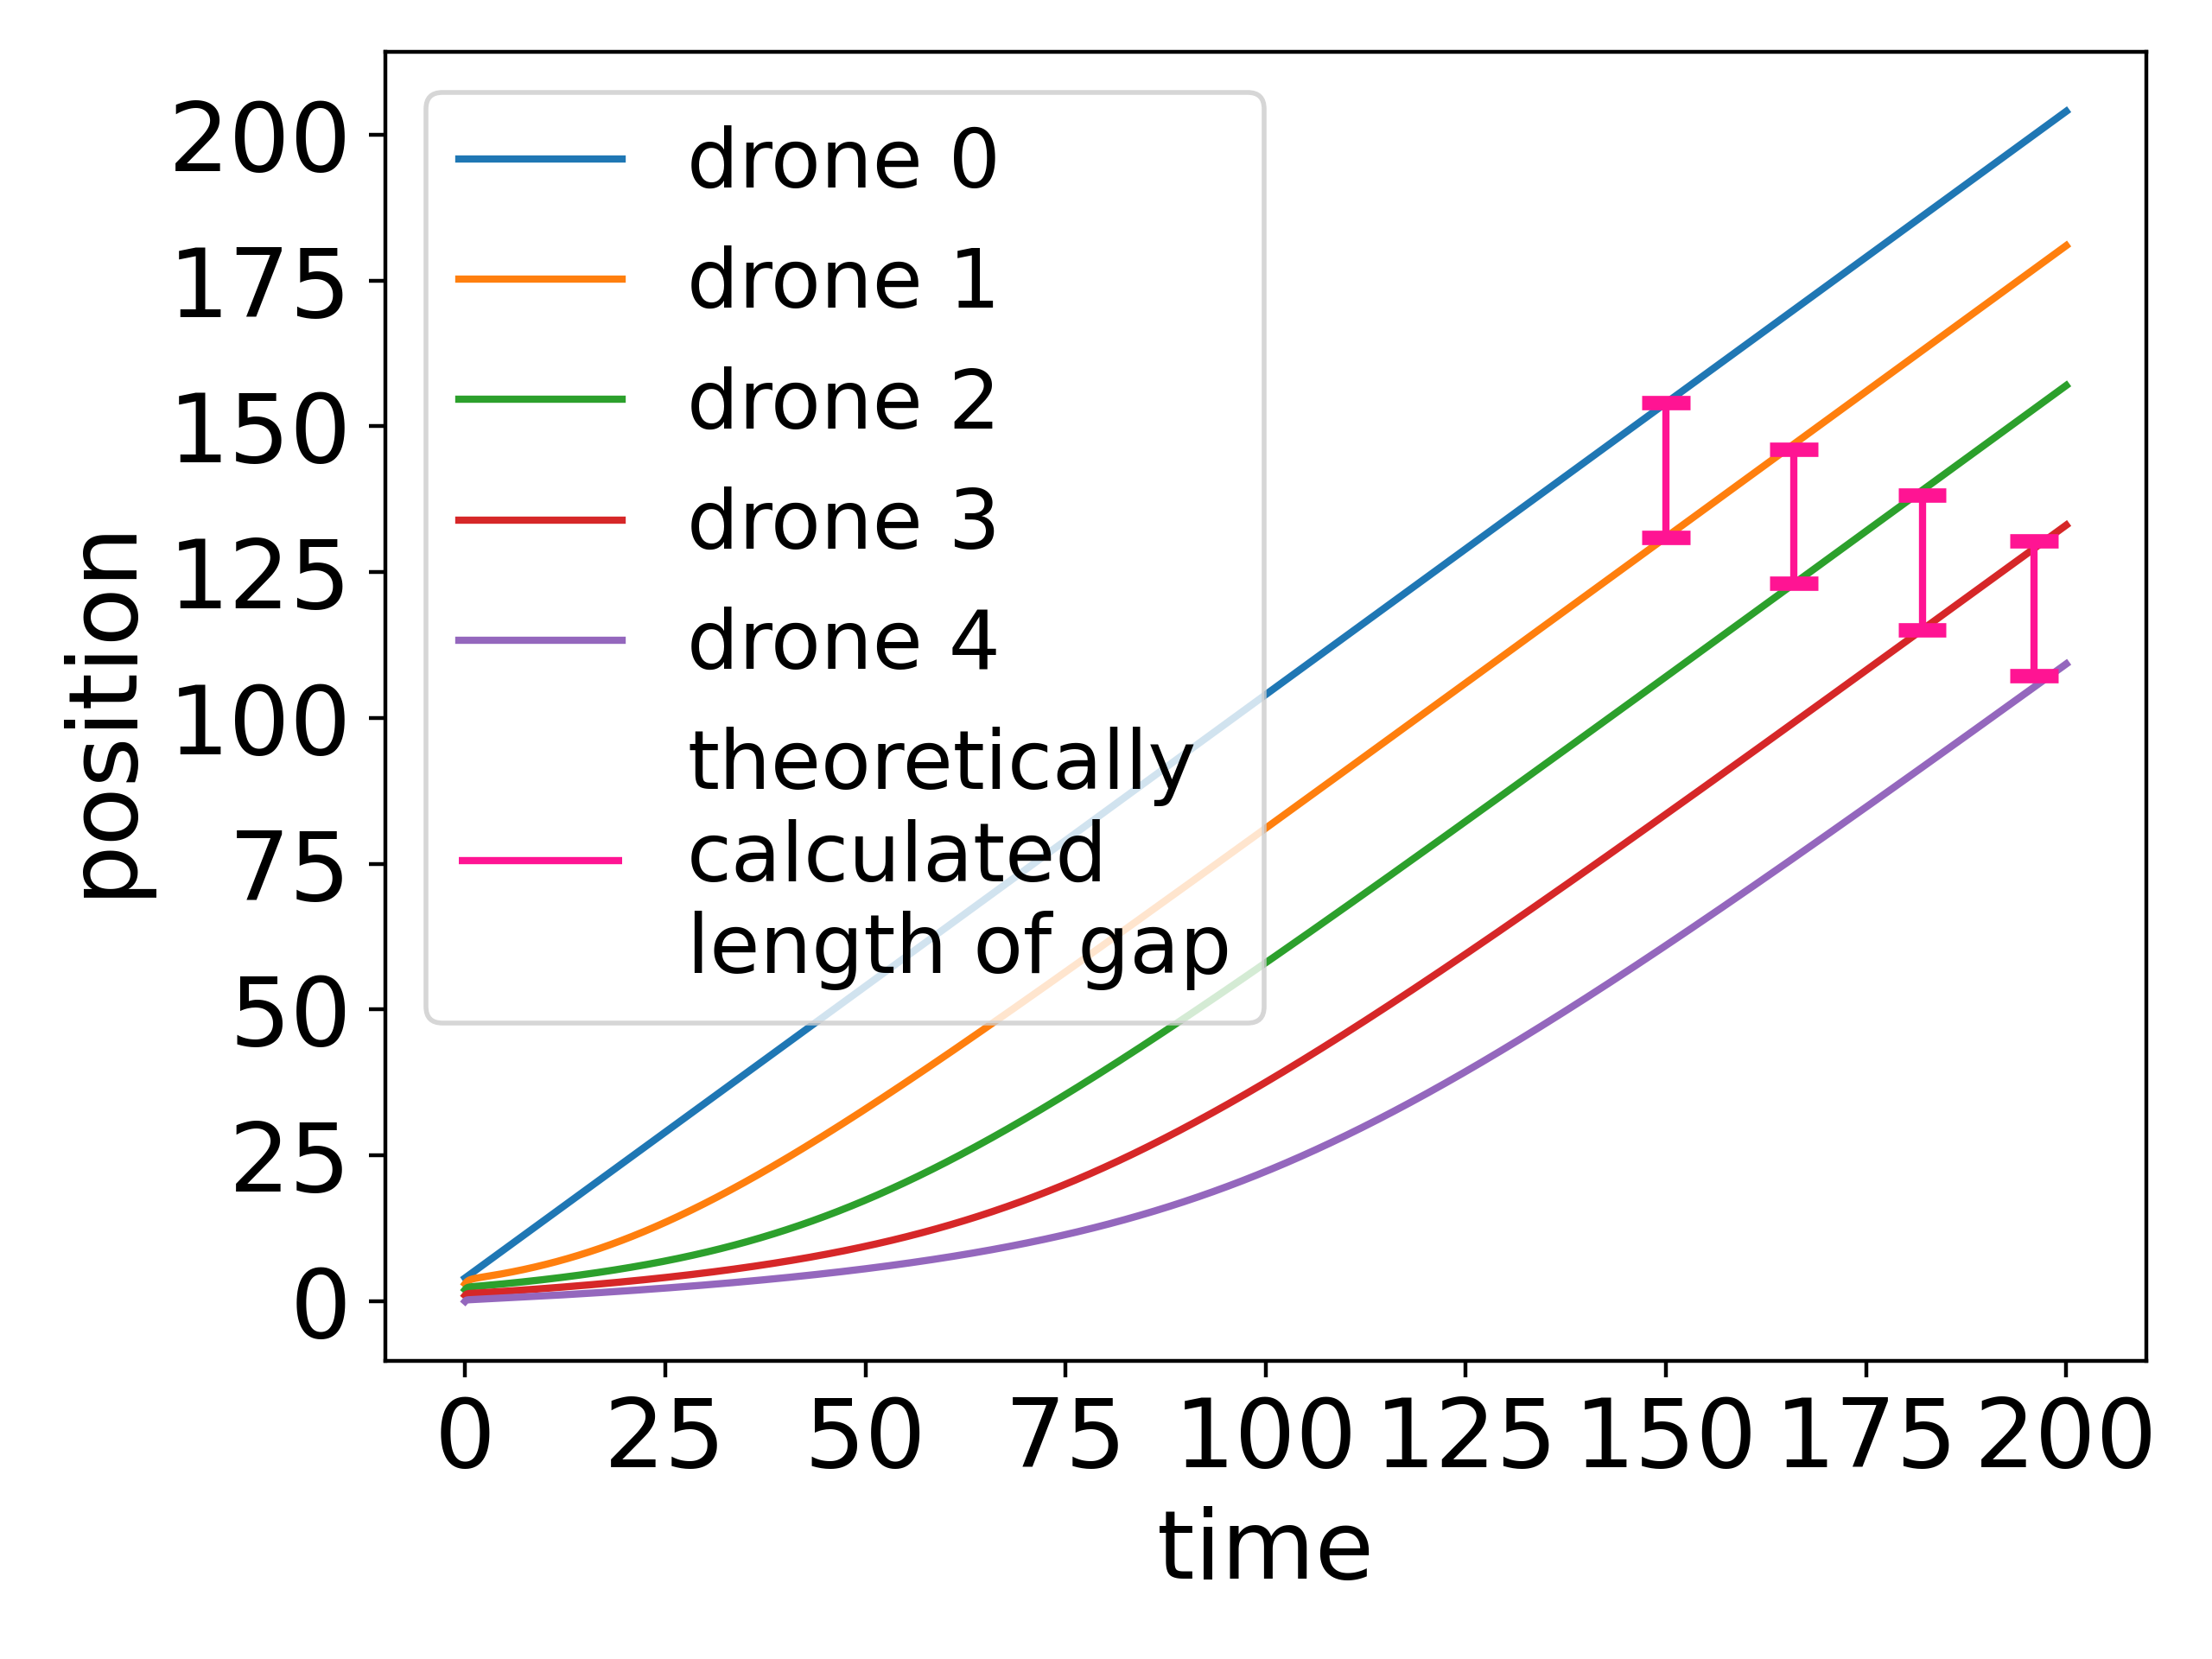 200
175
150
125
100
75
50
25
0
position
drone 0
drone 1
drone 2
drone 3
drone 4
theoretically
calculated
length of gap
0 25 50 75 100 125 150 175 200
time